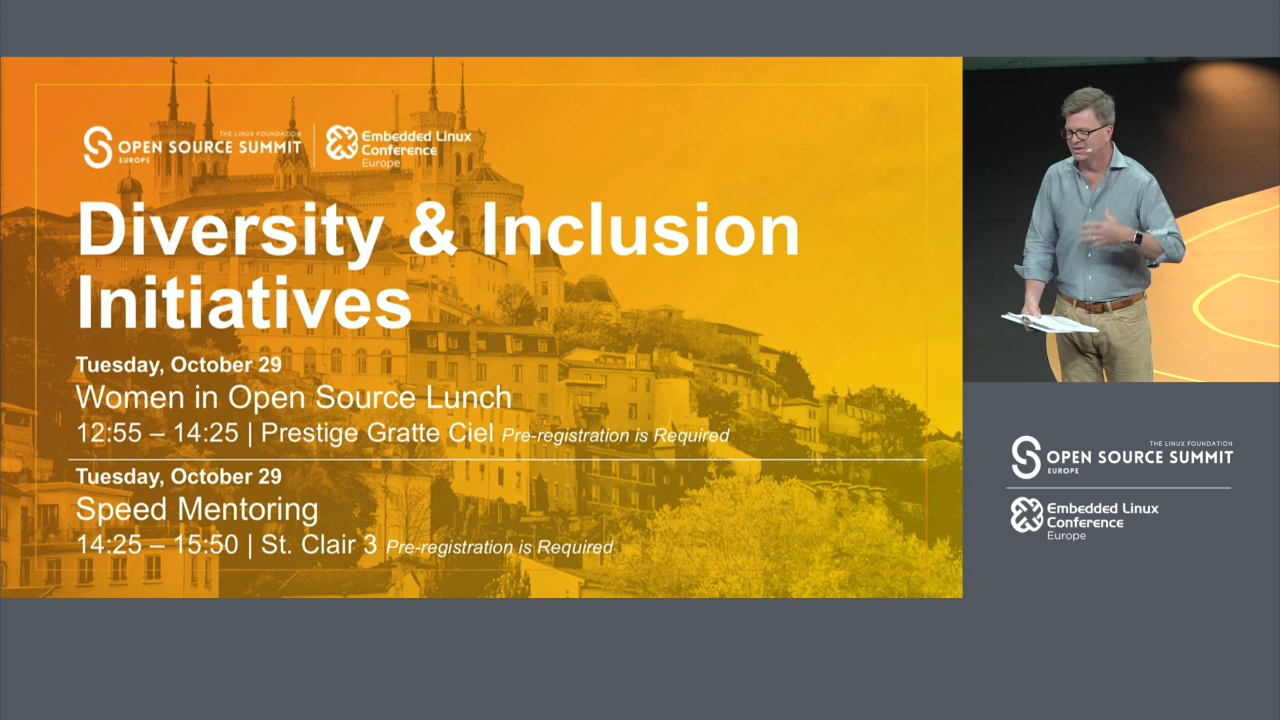 THE LINUX FOUNDATION
OPEN SOURCE SUMMIT
EUROPE
Embedded Linux
Conference
Europe
Diversity & Inclusion
Initiatives
Tuesday, October 29
Women in Open Source Lunch
12:55 – 14:25 | Prestige Gratte Ciel Pre-registration is Required
Tuesday, October 29
Speed Mentoring
14:25 – 15:50 | St. Clair 3 Pre-registration is Required
THE LINUX FOUNDATION
OPEN SOURCE SUMMIT
EUROPE
Embedded Linux
Conference
Europe